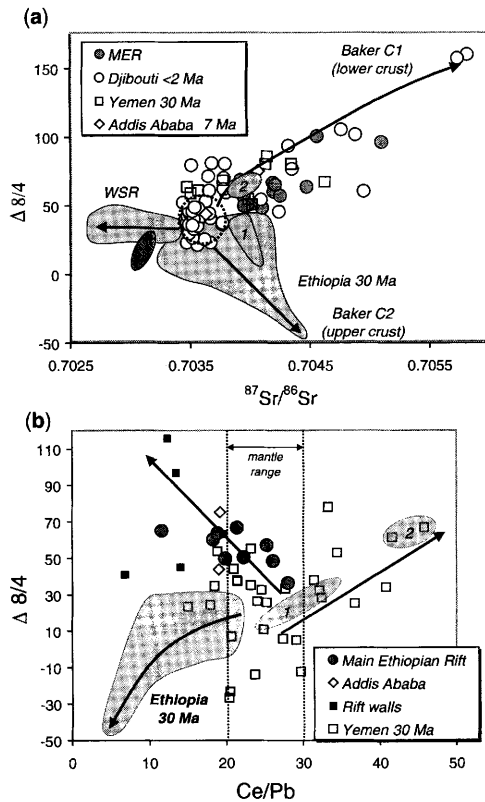 (a)
MER
Djibouti <2 Ma
Yemen 30 Ma
Addis Ababa 7 Ma
Baker C1
(lower crust)
150
100
50
0
-50
Δ 8/4
WSR
2
1
Ethiopia 30 Ma
Baker C2
(upper crust)
0.7025
0.7035
0.7045
0.7055
87Sr/86Sr
(b)
mantle
range
110
90
70
50
30
10
-10
-30
-50
Δ 8/4
2
1
Ethiopia
30 Ma
Main Ethiopian Rift
Addis Ababa
Rift walls
Yemen 30 Ma
0
10
20
30
40
50
Ce/Pb